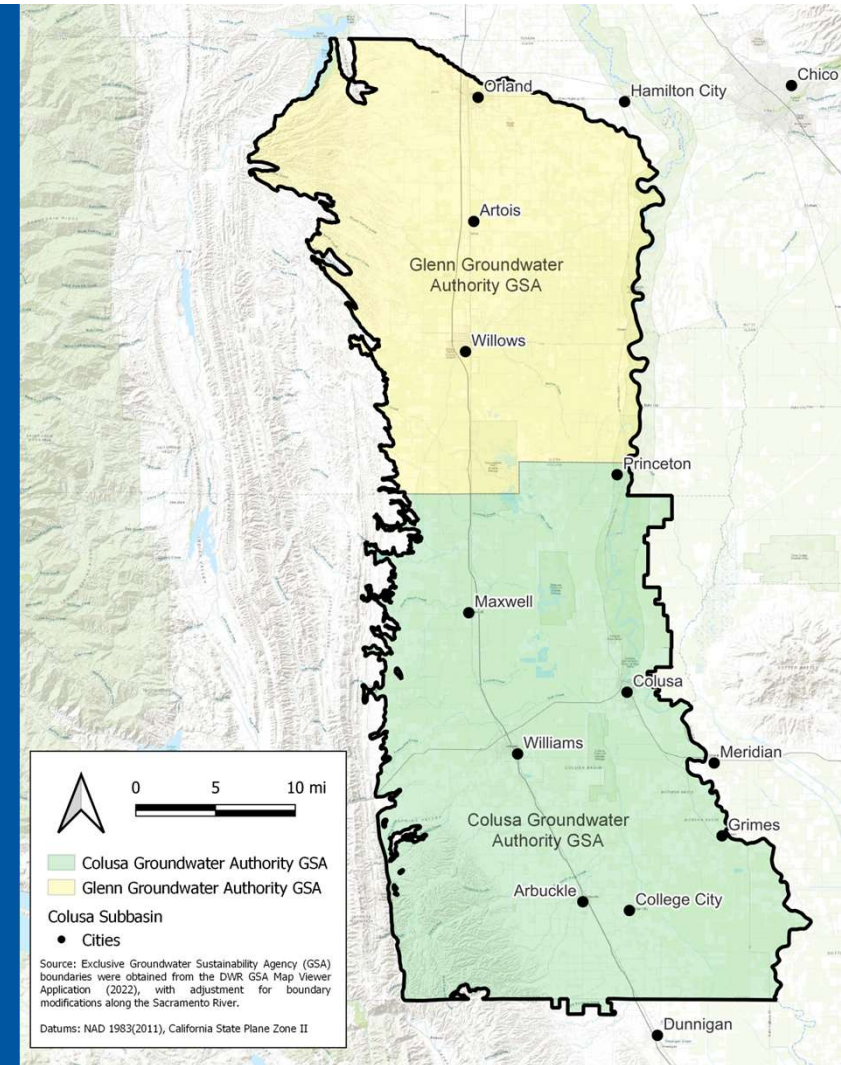 Chico
Orland
Hamilton City
Artois
Glenn Groundwater
Authority GSA
Willows
Princeton
Maxwell
Colusa
Williams
Meridian
Colusa Groundwater
Authority GSA
Grimes
Arbuckle
College City
Dunnigan
0 5 10 mi
Colusa Groundwater Authority GSA
Glenn Groundwater Authority GSA
Colusa Subbasin
Cities
Source: Exclusive Groundwater Sustainability Agency (GSA)
boundaries were obtained from the DWR GSA Map Viewer
Application (2022), with adjustment for boundary
modifications along the Sacramento River.
Datums: NAD 1983(2011), California State Plane Zone II